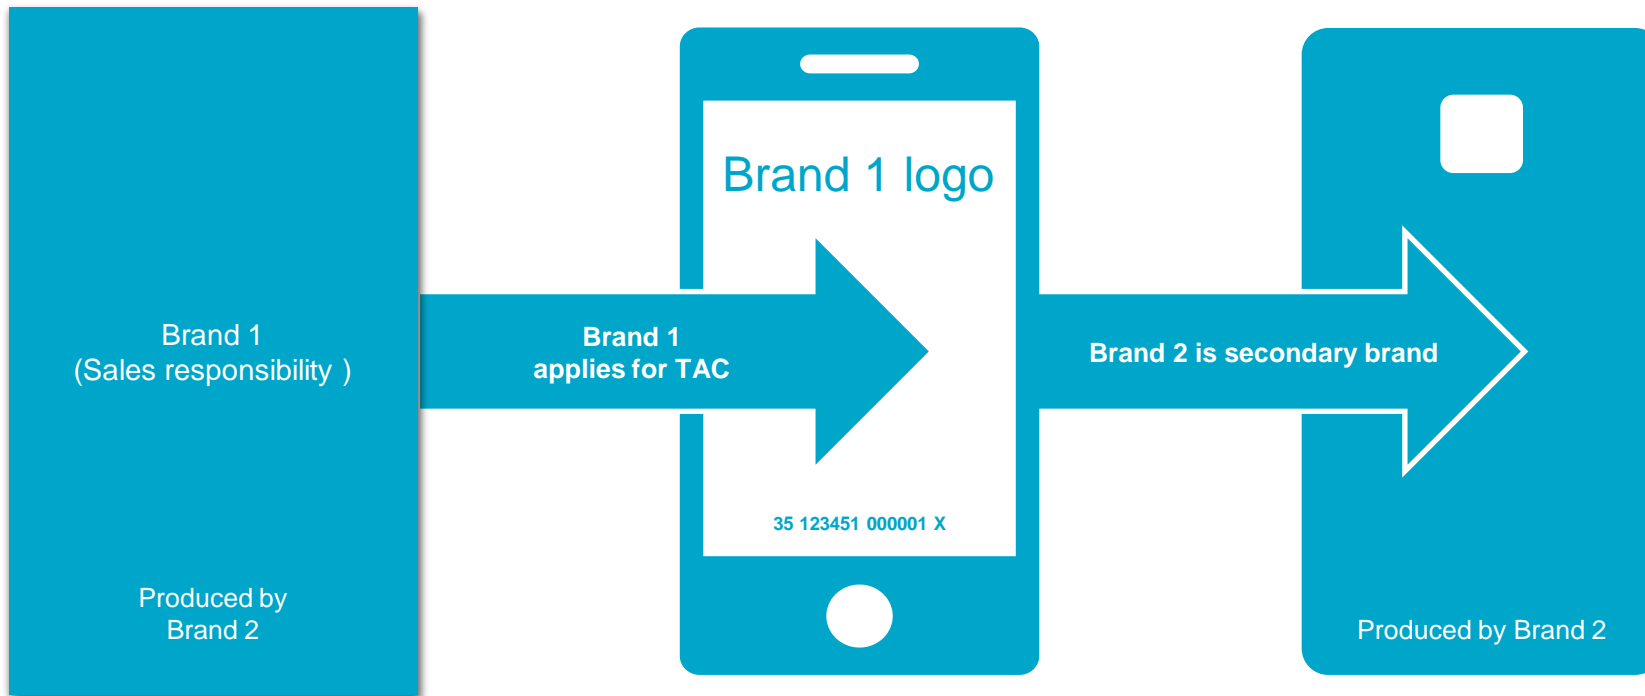 Brand 1
(Sales responsibility )
Produced by
Brand 2
Brand 1
applies for TAC
Brand 1 logo
35 123451 000001 X
Brand 2 is secondary brand
Produced by Brand 2